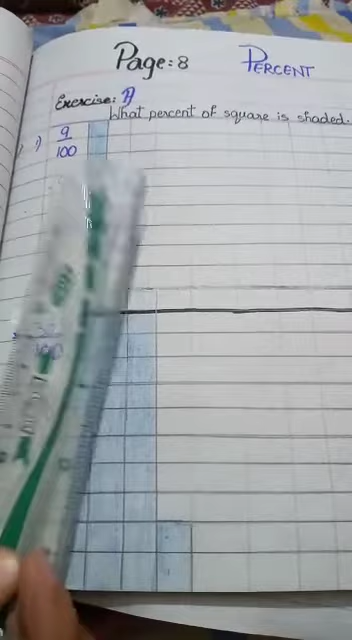 Page:8 PERCENT
Exercise: A
What percent of square is shaded.
1) 9
100